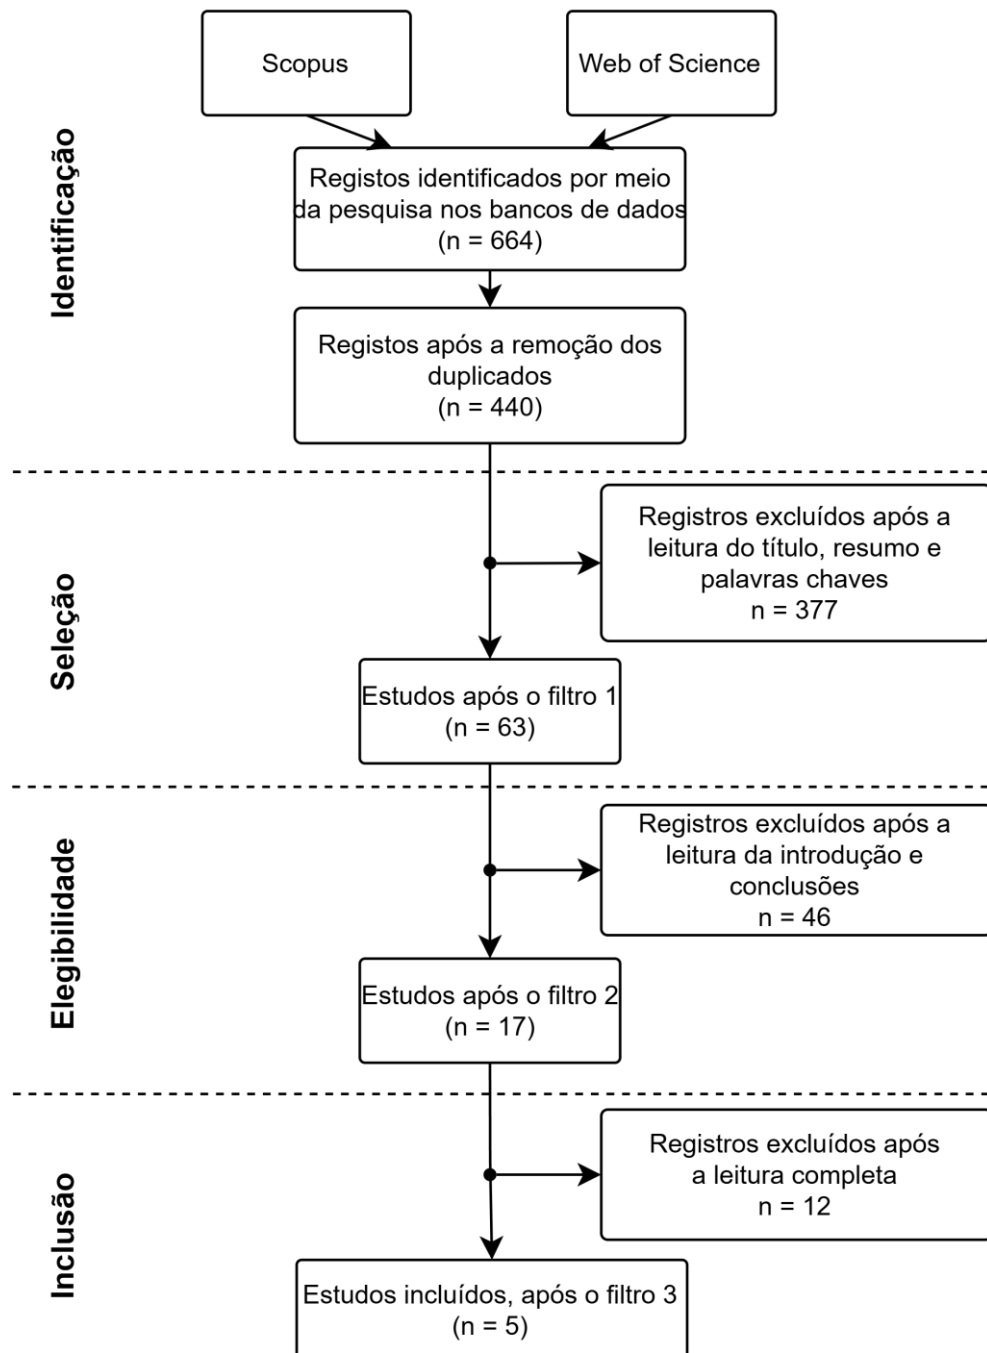 Scopus
Web of Science
Identificação
Registos identificados por meio
da pesquisa nos bancos de dados
(n = 664)
Registos após a remoção dos
duplicados
(n = 440)
Seleção
Registros excluídos após a
leitura do título, resumo e
palavras chaves
n = 377
Estudos após o filtro 1
(n = 63)
Elegibilidade
Registros excluídos após a
leitura da introdução e
conclusões
n = 46
Estudos após o filtro 2
(n = 17)
Inclusão
Registros excluídos após
a leitura completa
n = 12
Estudos incluídos, após o filtro 3
(n = 5)